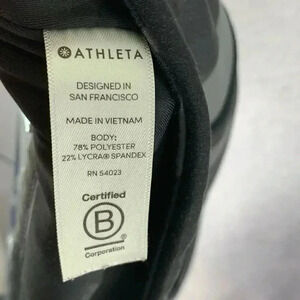 ATHLETA
DESIGNED IN
SAN FRANCISCO
MADE IN VIETNAM
BODY:
78% POLYESTER
22% LYCRA® SPANDEX
RN 54023
Certified
B
Corporation